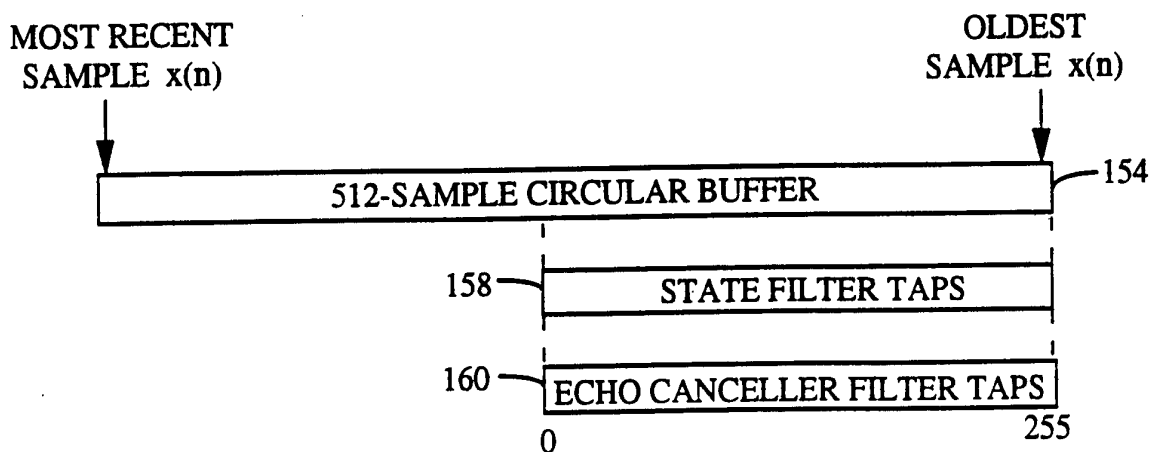 MOST RECENT
SAMPLE x(n)
OLDEST
SAMPLE x(n)
512-SAMPLE CIRCULAR BUFFER
154
158
STATE FILTER TAPS
160
ECHO CANCELLER FILTER TAPS
0
255